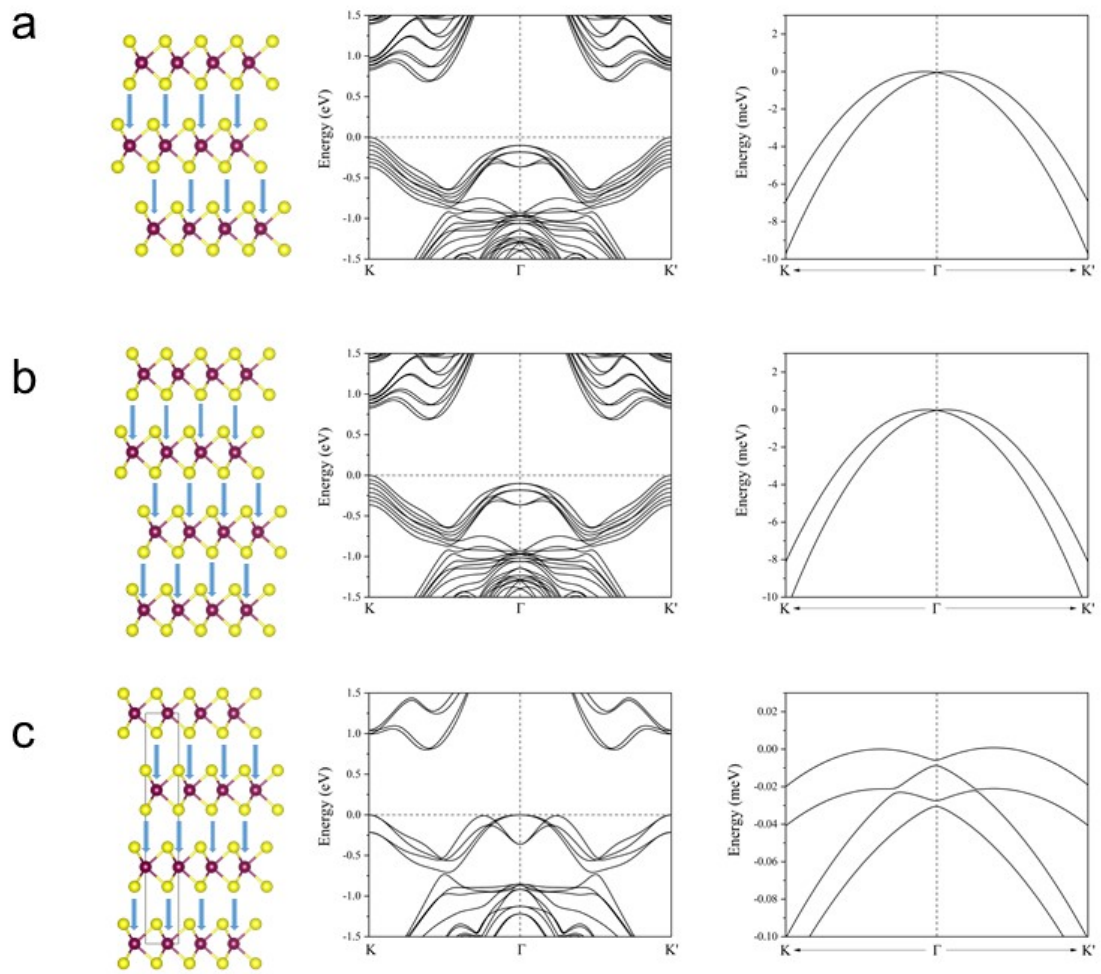 a
1.5
1.0
0.5
0.0
-0.5
-1.0
-1.5
Energy (eV)
K Γ K'
2
0
-2
-4
-6
-8
-10
Energy (meV)
K Γ K'
b
1.5
1.0
0.5
0.0
-0.5
-1.0
-1.5
Energy (eV)
K Γ K'
2
0
-2
-4
-6
-8
-10
Energy (meV)
K Γ K'
c
1.5
1.0
0.5
0.0
-0.5
-1.0
-1.5
Energy (eV)
K Γ K'
0.02
0.00
-0.02
-0.04
-0.06
-0.08
-0.10
Energy (meV)
K Γ K'